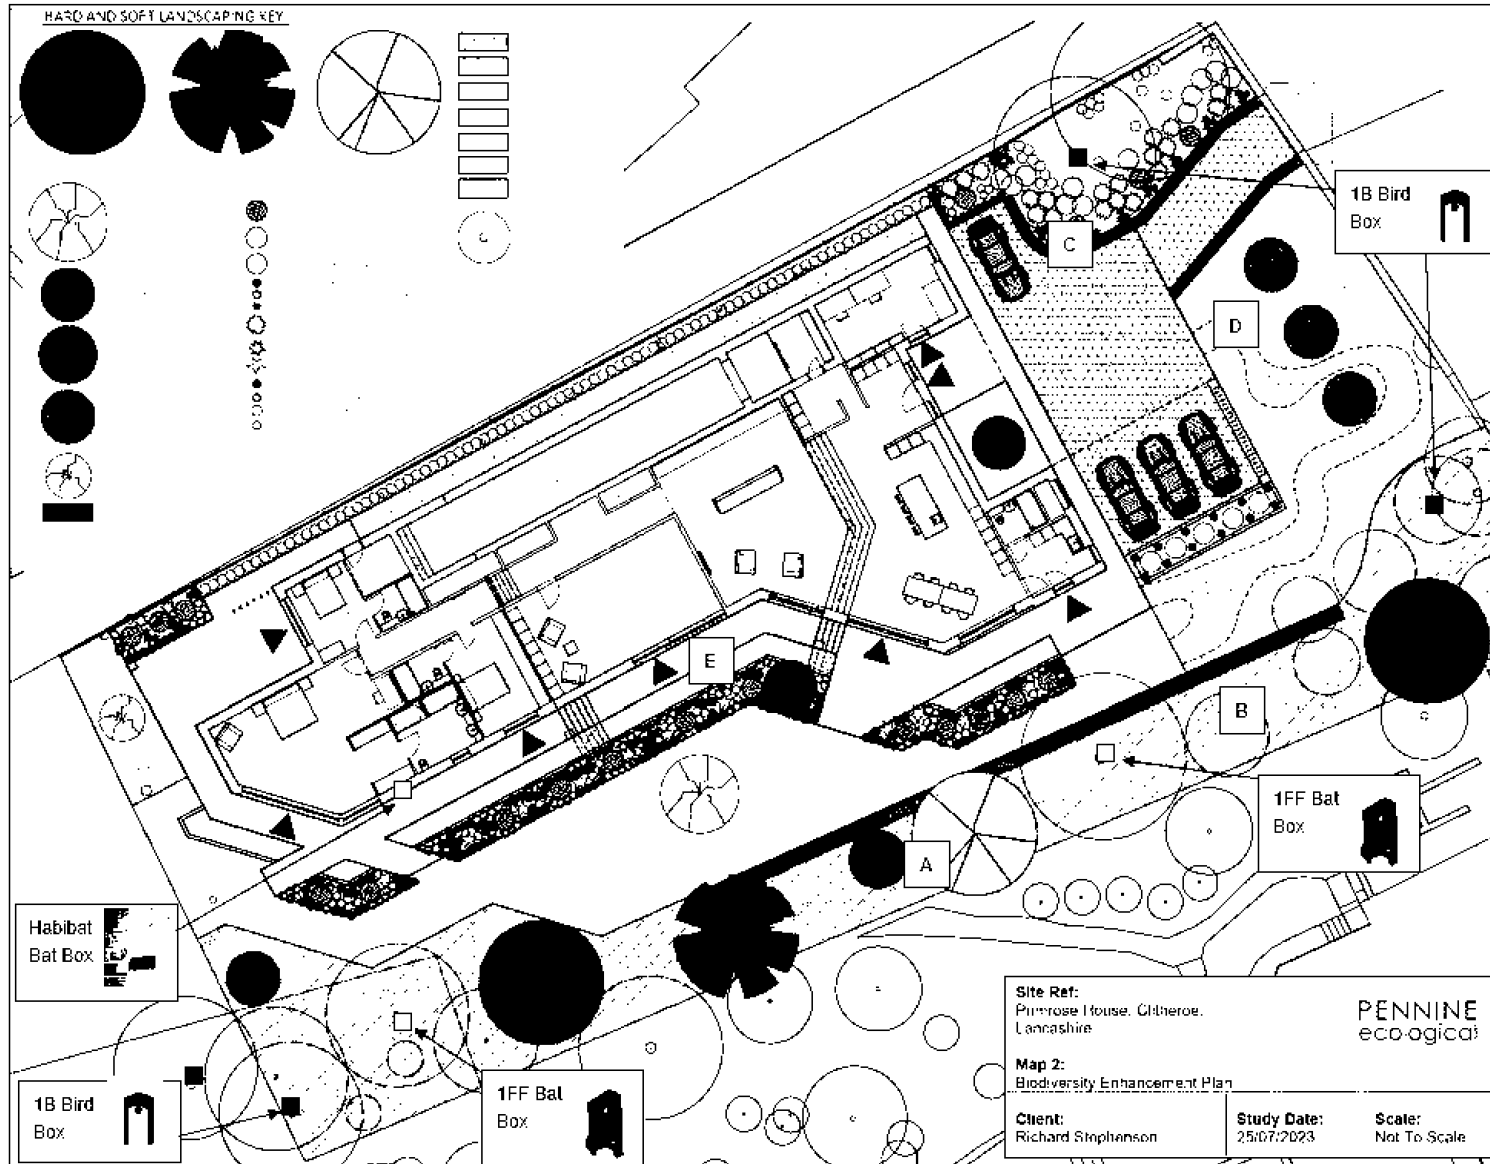 HARD AND SOFT LANDSCAPING KEY
1B Bird
Box
C
D
E
B
A
1FF Bat
Box
Habibat
Bat Box
1B Bird
Box
1FF Bat
Box
Site Ref:
Primrose House, Clitheroe,
Lancashire
PENNINE
ecological
Map 2:
Biodiversity Enhancement Plan
Client:
Richard Stephenson
Study Date:
25/07/2023
Scale:
Not To Scale